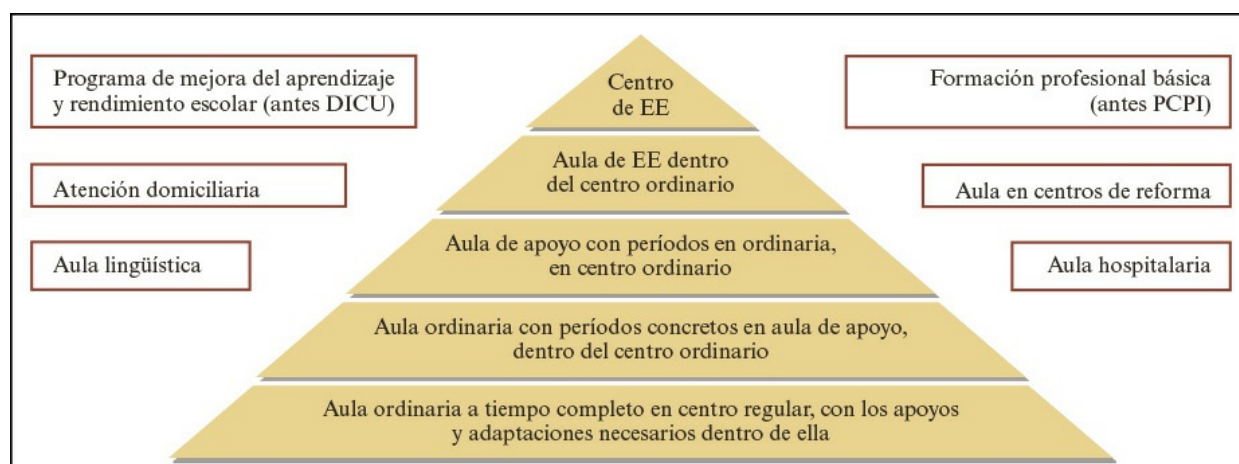 Programa de mejora del aprendizaje
y rendimiento escolar (antes DICU)
Atención domiciliaria
Aula lingüística
Centro
de EE
Aula de EE dentro
del centro ordinario
Aula de apoyo con períodos en ordinaria,
en centro ordinario
Aula ordinaria con períodos concretos en aula de apoyo,
dentro del centro ordinario
Aula ordinaria a tiempo completo en centro regular, con los apoyos
y adaptaciones necesarios dentro de ella
Formación profesional básica
(antes PCPI)
Aula en centros de reforma
Aula hospitalaria